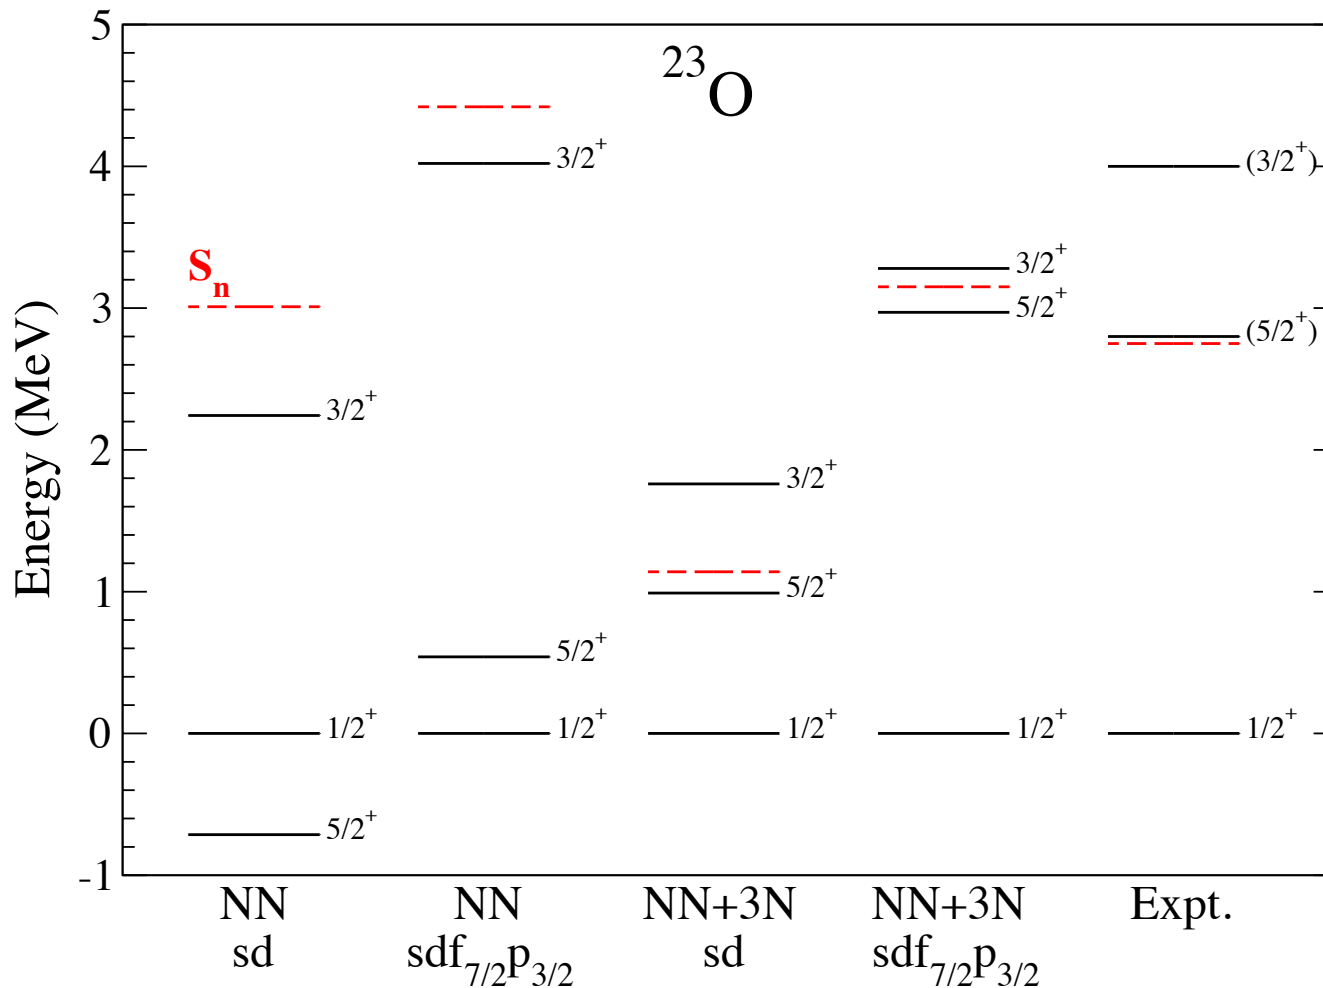 5
²³O
4
3/2⁺
(3/2⁺)
Sₙ
3/2⁺
3
5/2⁺
(5/2⁺)
3/2⁺
2
3/2⁺
1
5/2⁺
5/2⁺
0
1/2⁺
1/2⁺
1/2⁺
1/2⁺
1/2⁺
5/2⁺
-1
Energy (MeV)
NN
sd
NN
sdf7/2p3/2
NN+3N
sd
NN+3N
sdf7/2p3/2
Expt.